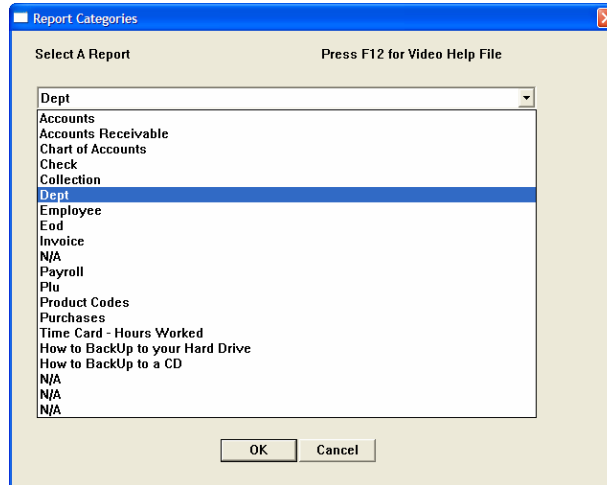 Report Categories
Select A Report Press F12 for Video Help File
Dept
Accounts
Accounts Receivable
Chart of Accounts
Check
Collection
Dept
Employee
Eod
Invoice
N/A
Payroll
Plu
Product Codes
Purchases
Time Card - Hours Worked
How to BackUp to your Hard Drive
How to BackUp to a CD
N/A
N/A
N/A
OK Cancel